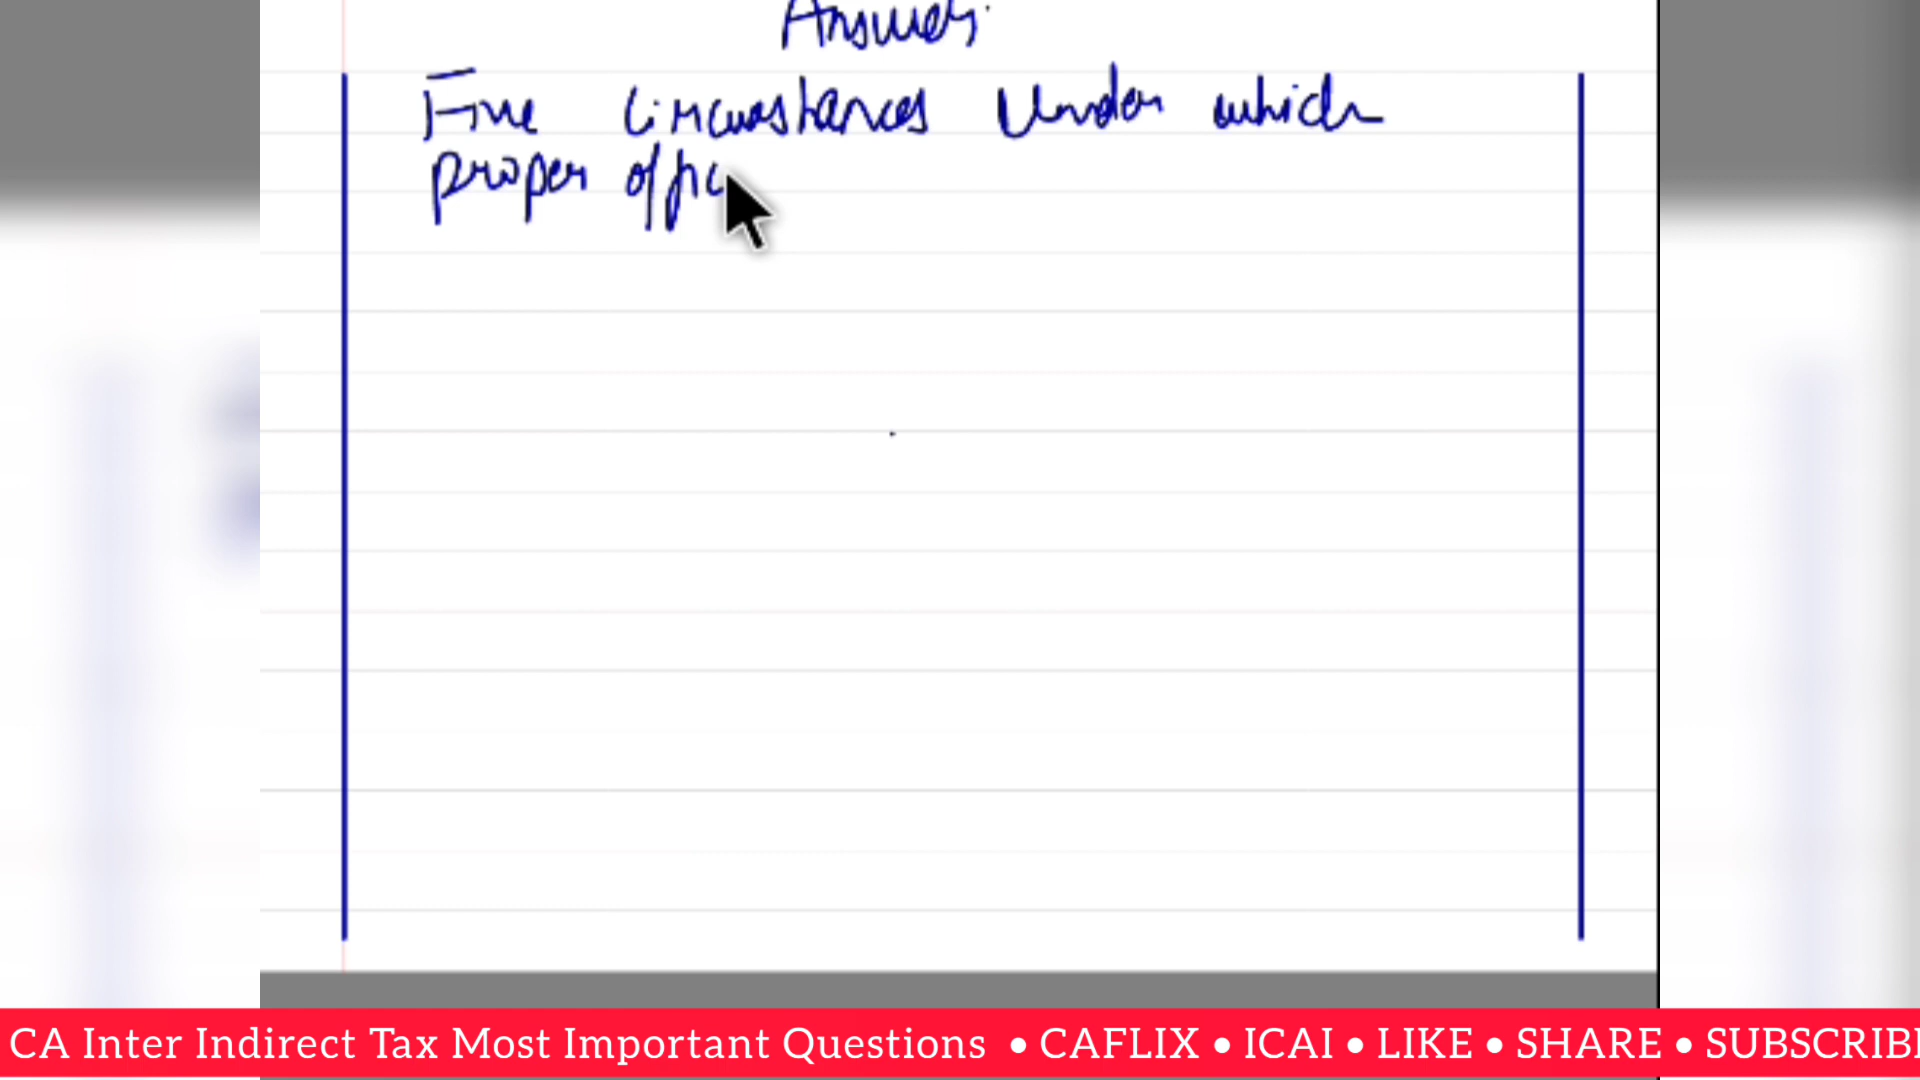 Answer:
Five Circumstances Under which
proper offic
CA Inter Indirect Tax Most Important Questions • CAFLIX • ICAI • LIKE • SHARE • SUBSCRIB